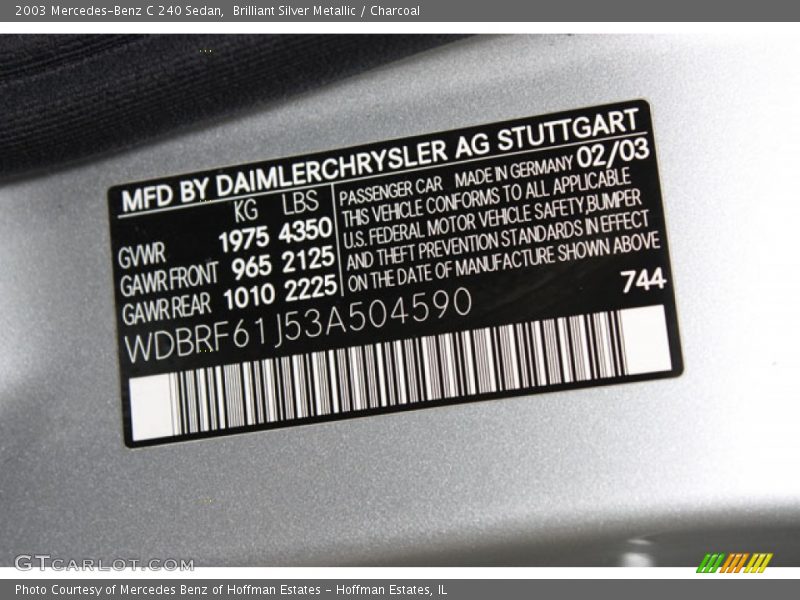 2003 Mercedes-Benz C 240 Sedan,  Brilliant Silver Metallic / Charcoal
MFD BY DAIMLERCHRYSLER AG STUTTGART
KG LBS
GVWR 1975 4350
GAWR FRONT 965 2125
GAWR REAR 1010 2225
PASSENGER CAR MADE IN GERMANY 02/03
THIS VEHICLE CONFORMS TO ALL APPLICABLE
U.S. FEDERAL MOTOR VEHICLE SAFETY,BUMPER
AND THEFT PREVENTION STANDARDS IN EFFECT
ON THE DATE OF MANUFACTURE SHOWN ABOVE
744
WDBRF61J53A504590
GTCARLOT.COM
Photo Courtesy of Mercedes Benz of Hoffman Estates - Hoffman Estates, IL